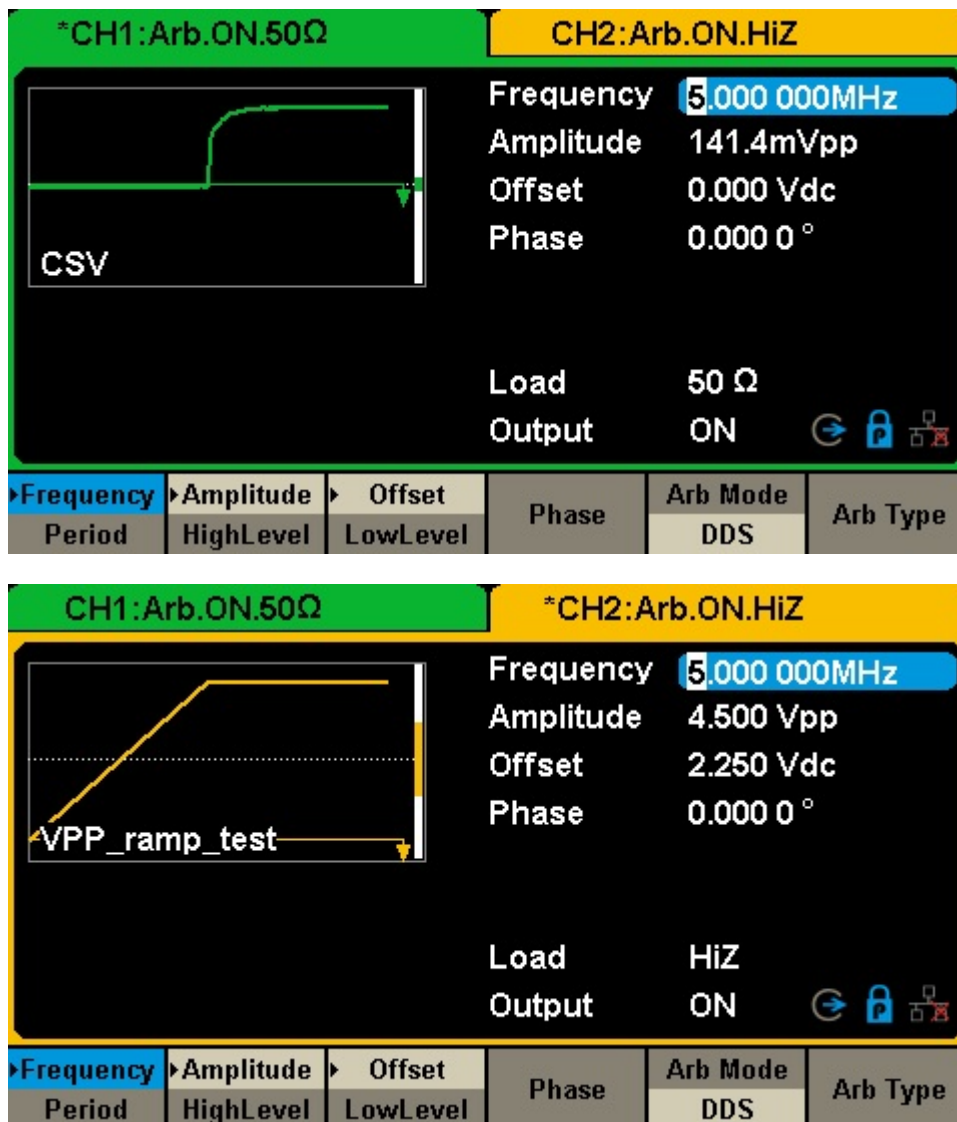 *CH1:Arb.ON.50Ω CH2:Arb.ON.HiZ
Frequency 5.000 000MHz
Amplitude 141.4mVpp
Offset 0.000 Vdc
Phase 0.000 0 °
CSV
Load 50 Ω
Output ON
Frequency Amplitude Offset Phase Arb Mode Arb Type
Period HighLevel LowLevel DDS
CH1:Arb.ON.50Ω *CH2:Arb.ON.HiZ
Frequency 5.000 000MHz
Amplitude 4.500 Vpp
Offset 2.250 Vdc
Phase 0.000 0 °
VPP_ramp_test
Load HiZ
Output ON
Frequency Amplitude Offset Phase Arb Mode Arb Type
Period HighLevel LowLevel DDS